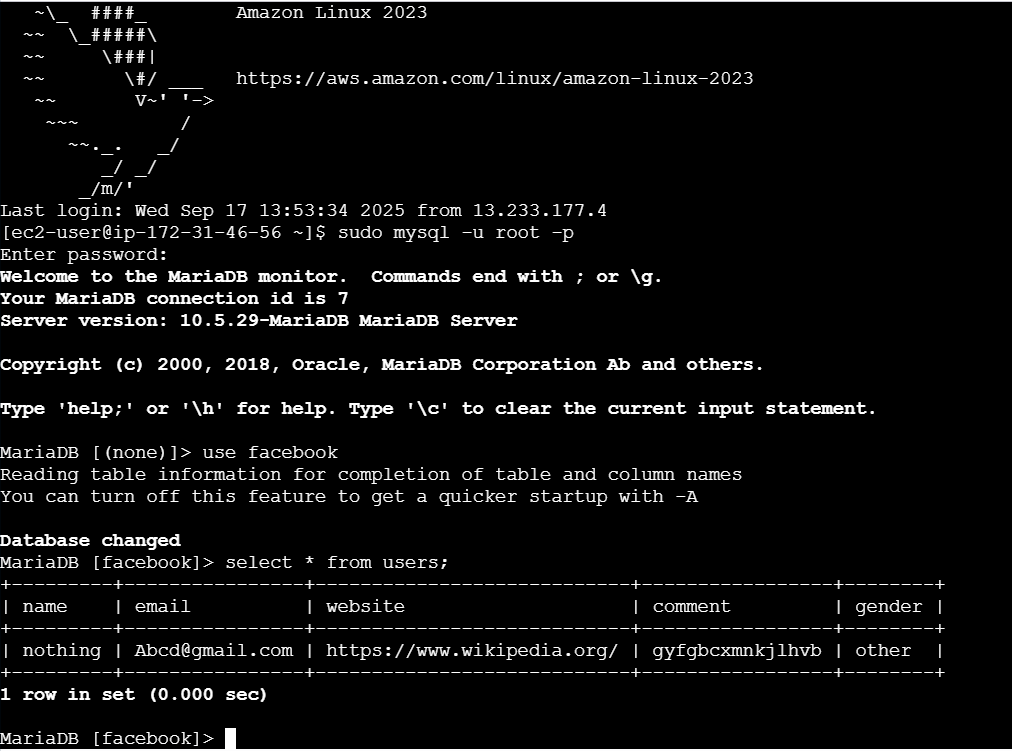 ~\_  ####_        Amazon Linux 2023
  ~~  \_#####\
  ~~     \###|
  ~~       \#/ ___   https://aws.amazon.com/linux/amazon-linux-2023
   ~~       V~' '->
    ~~~         /
      ~~._.   _/
         _/ _/
       _/m/'
Last login: Wed Sep 17 13:53:34 2025 from 13.233.177.4
[ec2-user@ip-172-31-46-56 ~]$ sudo mysql -u root -p
Enter password:
Welcome to the MariaDB monitor.  Commands end with ; or \g.
Your MariaDB connection id is 7
Server version: 10.5.29-MariaDB MariaDB Server

Copyright (c) 2000, 2018, Oracle, MariaDB Corporation Ab and others.

Type 'help;' or '\h' for help. Type '\c' to clear the current input statement.

MariaDB [(none)]> use facebook
Reading table information for completion of table and column names
You can turn off this feature to get a quicker startup with -A

Database changed
MariaDB [facebook]> select * from users;
+---------+----------------+----------------------------+----------------+--------+
| name    | email          | website                    | comment        | gender |
+---------+----------------+----------------------------+----------------+--------+
| nothing | Abcd@gmail.com | https://www.wikipedia.org/ | gyfgbcxmnkjlhvb | other  |
+---------+----------------+----------------------------+----------------+--------+
1 row in set (0.000 sec)

MariaDB [facebook]>